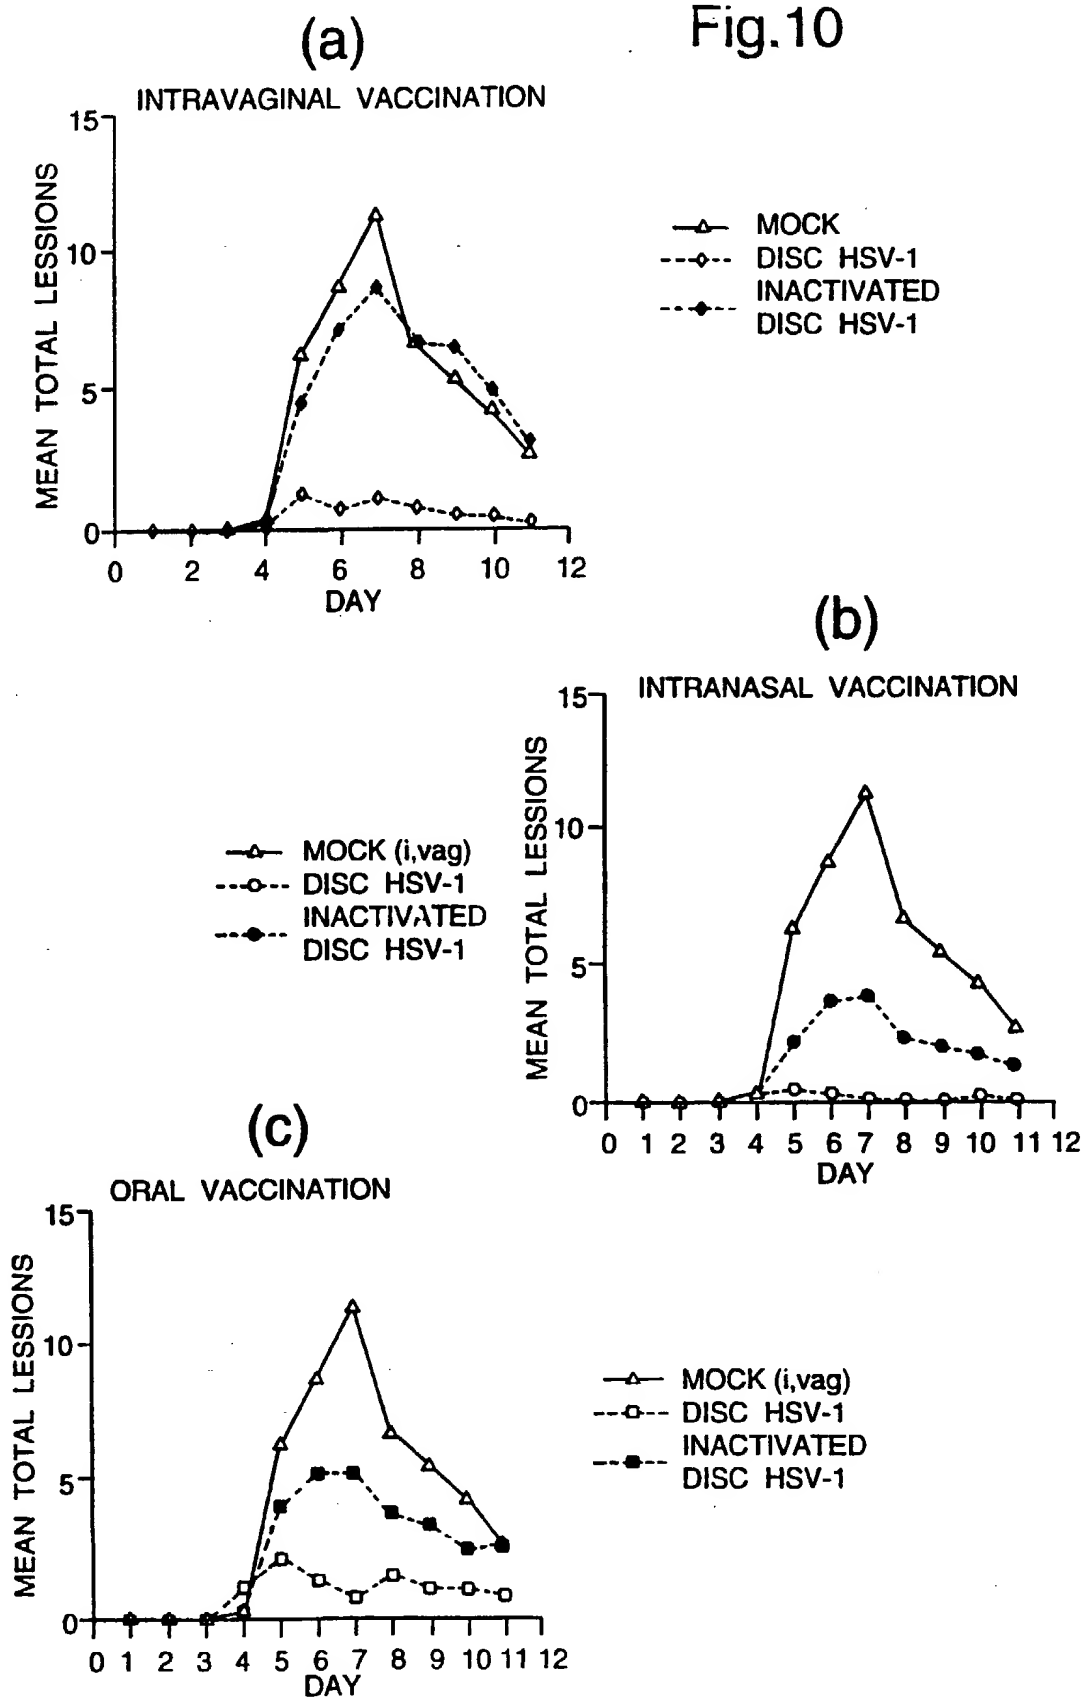 Fig.10
(a)
INTRAVAGINAL VACCINATION
MEAN TOTAL LESSIONS
15
10
5
0
0 2 4 6 8 10 12
DAY
MOCK
DISC HSV-1
INACTIVATED
DISC HSV-1
(b)
INTRANASAL VACCINATION
MEAN TOTAL LESSIONS
15
10
5
0
0 1 2 3 4 5 6 7 8 9 10 11 12
DAY
MOCK (i,vag)
DISC HSV-1
INACTIVATED
DISC HSV-1
(c)
ORAL VACCINATION
MEAN TOTAL LESSIONS
15
10
5
0
0 1 2 3 4 5 6 7 8 9 10 11 12
DAY
MOCK (i,vag)
DISC HSV-1
INACTIVATED
DISC HSV-1